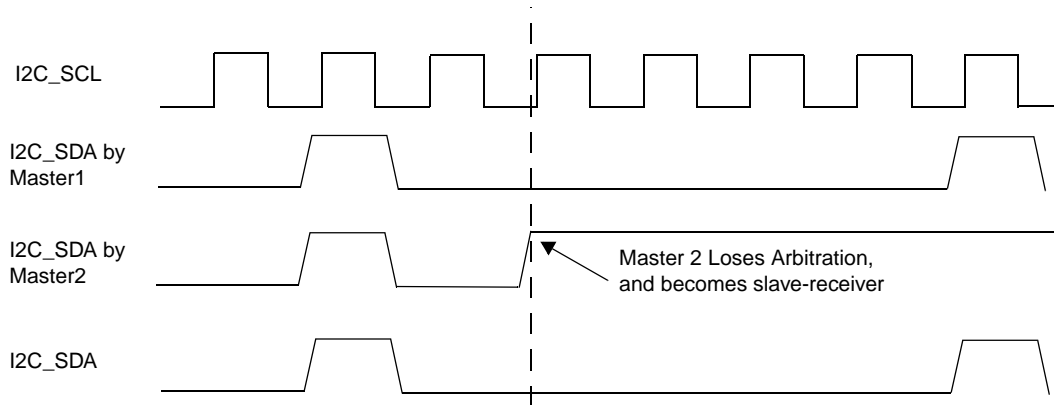 I2C_SCL
I2C_SDA by
Master1
I2C_SDA by
Master2
Master 2 Loses Arbitration,
and becomes slave-receiver
I2C_SDA